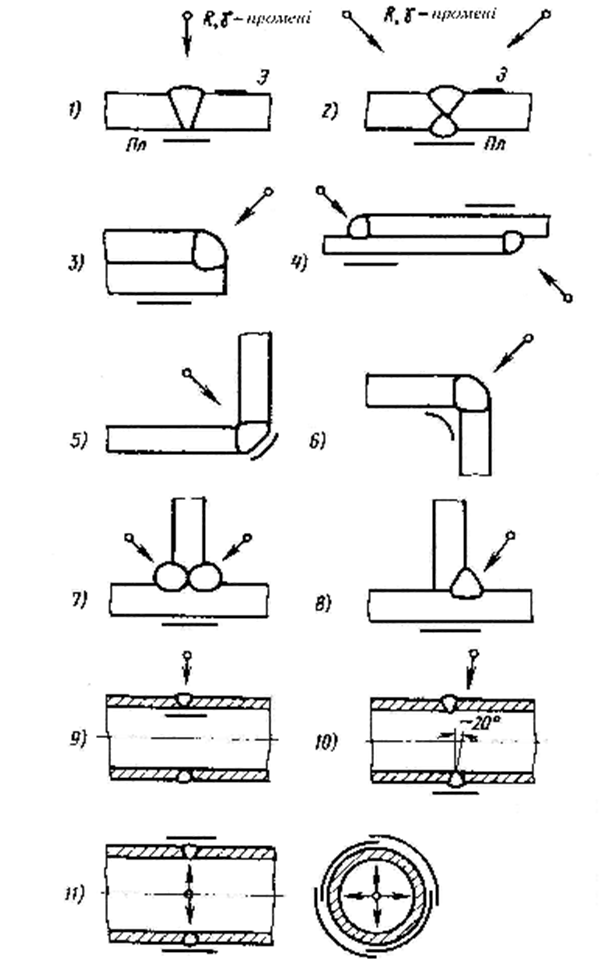 R, γ – промені R, γ – промені
1) Э 2) Э
Пл Пл
3) 4)
5) 6)
7) 8)
9) 10) ~20°
11)